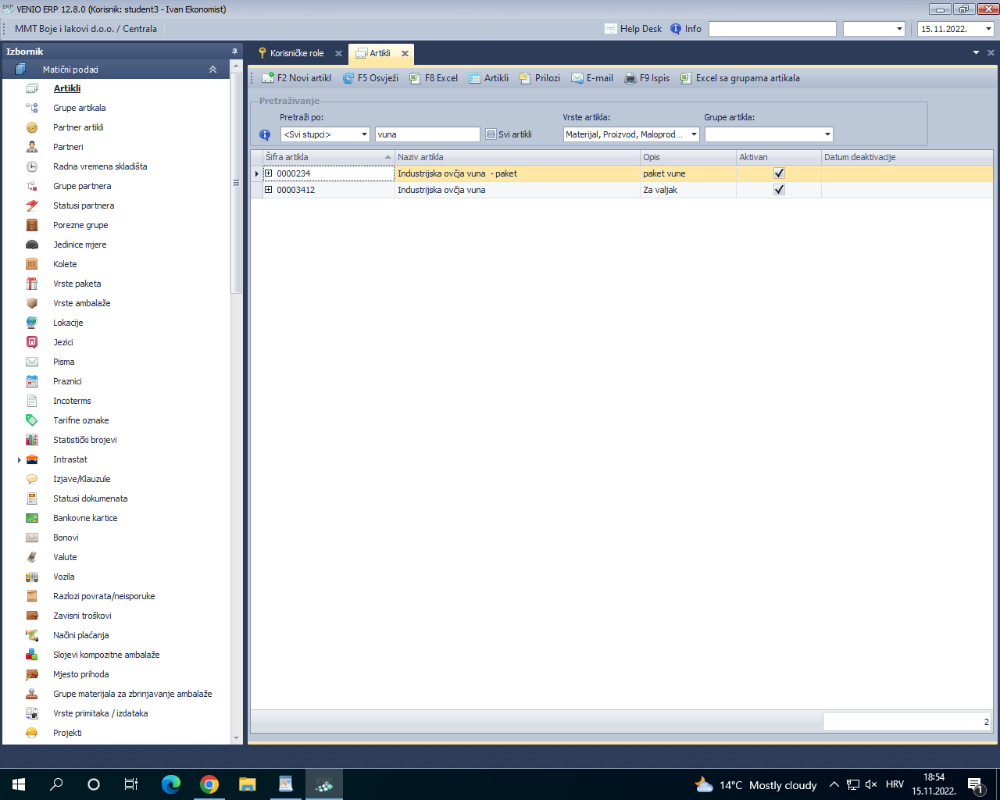 ERP VENIO ERP 12.8.0 (Korisnik: student3 - Ivan Ekonomist)
MMT Boje i lakovi d.o.o. / Centrala
Help Desk
Info
15.11.2022.
Izbornik
Matični podaci
Artikli
Grupe artikala
Partner artikli
Partneri
Radna vremena skladišta
Grupe partnera
Statusi partnera
Porezne grupe
Jedinice mjere
Kolete
Vrste paketa
Vrste ambalaže
Lokacije
Jezici
Pisma
Praznici
Incoterms
Tarifne oznake
Statistički brojevi
Intrastat
Izjave/Klauzule
Statusi dokumenata
Bankovne kartice
Bonovi
Valute
Vozila
Razlozi povrata/neisporuke
Zavisni troškovi
Načini plaćanja
Slojevi kompozitne ambalaže
Mjesto prihoda
Grupe materijala za zbrinjavanje ambalaže
Vrste primitaka / izdataka
Projekti
Korisničke role
Artikli
F2 Novi artikl
F5 Osvježi
F8 Excel
Artikli
Prilozi
E-mail
F9 Ispis
Excel sa grupama artikala
Pretraživanje
Pretraži po:
Vrste artikla:
Grupe artikla:
<Svi stupci>
vuna
Svi artikli
Materijal, Proizvod, Maloprod...
Šifra artikla
Naziv artikla
Opis
Aktivan
Datum deaktivacije
0000234
Industrijska ovčja vuna - paket
paket vune
00003412
Industrijska ovčja vuna
Za valjak
2
14°C Mostly cloudy
HRV
18:54
15.11.2022.
1